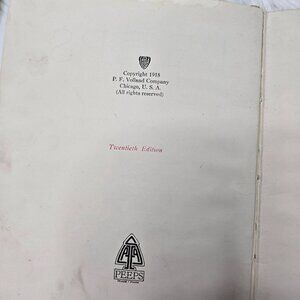 Copyright 1918
P. F. Volland Company
Chicago, U. S. A.
(All rights reserved)
Twentieth Edition
PEEPS